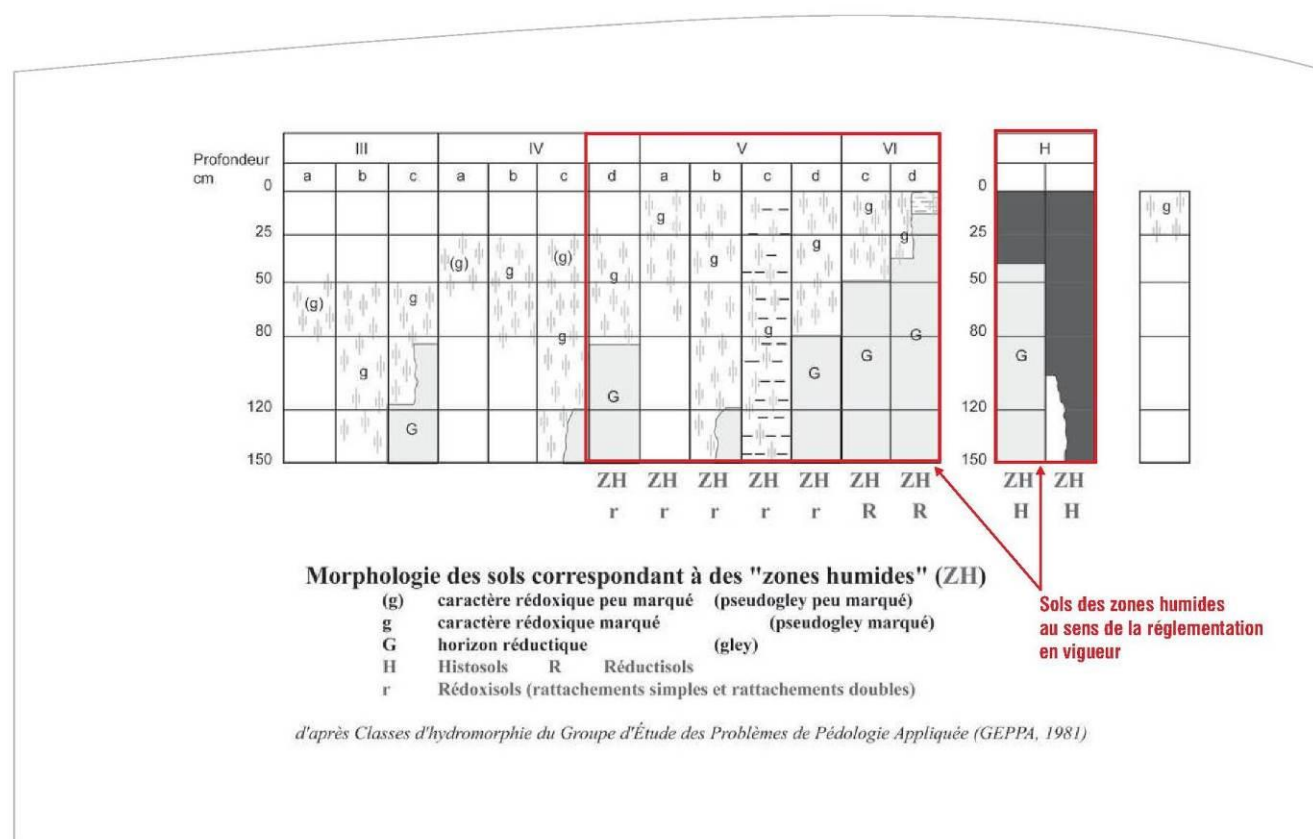 III IV V VI H
Profondeur
cm
a b c a b c d a b c d c d
0 0
25 25
50 50
80 80
120 120
150 150
g g g g g
(g) g (g) g g g g
(g) g
g g g G G G
g G G
G
ZH ZH ZH ZH ZH ZH ZH ZH ZH
r r r r r R R H H
Morphologie des sols correspondant à des "zones humides" (ZH)
(g) caractère rédoxique peu marqué (pseudogley peu marqué)
g caractère rédoxique marqué (pseudogley marqué)
G horizon réductique (gley)
H Histosols R Réductisols
r Rédoxisols (rattachements simples et rattachements doubles)
Sols des zones humides
au sens de la réglementation
en vigueur
d'après Classes d'hydromorphie du Groupe d'Étude des Problèmes de Pédologie Appliquée (GEPPA, 1981)